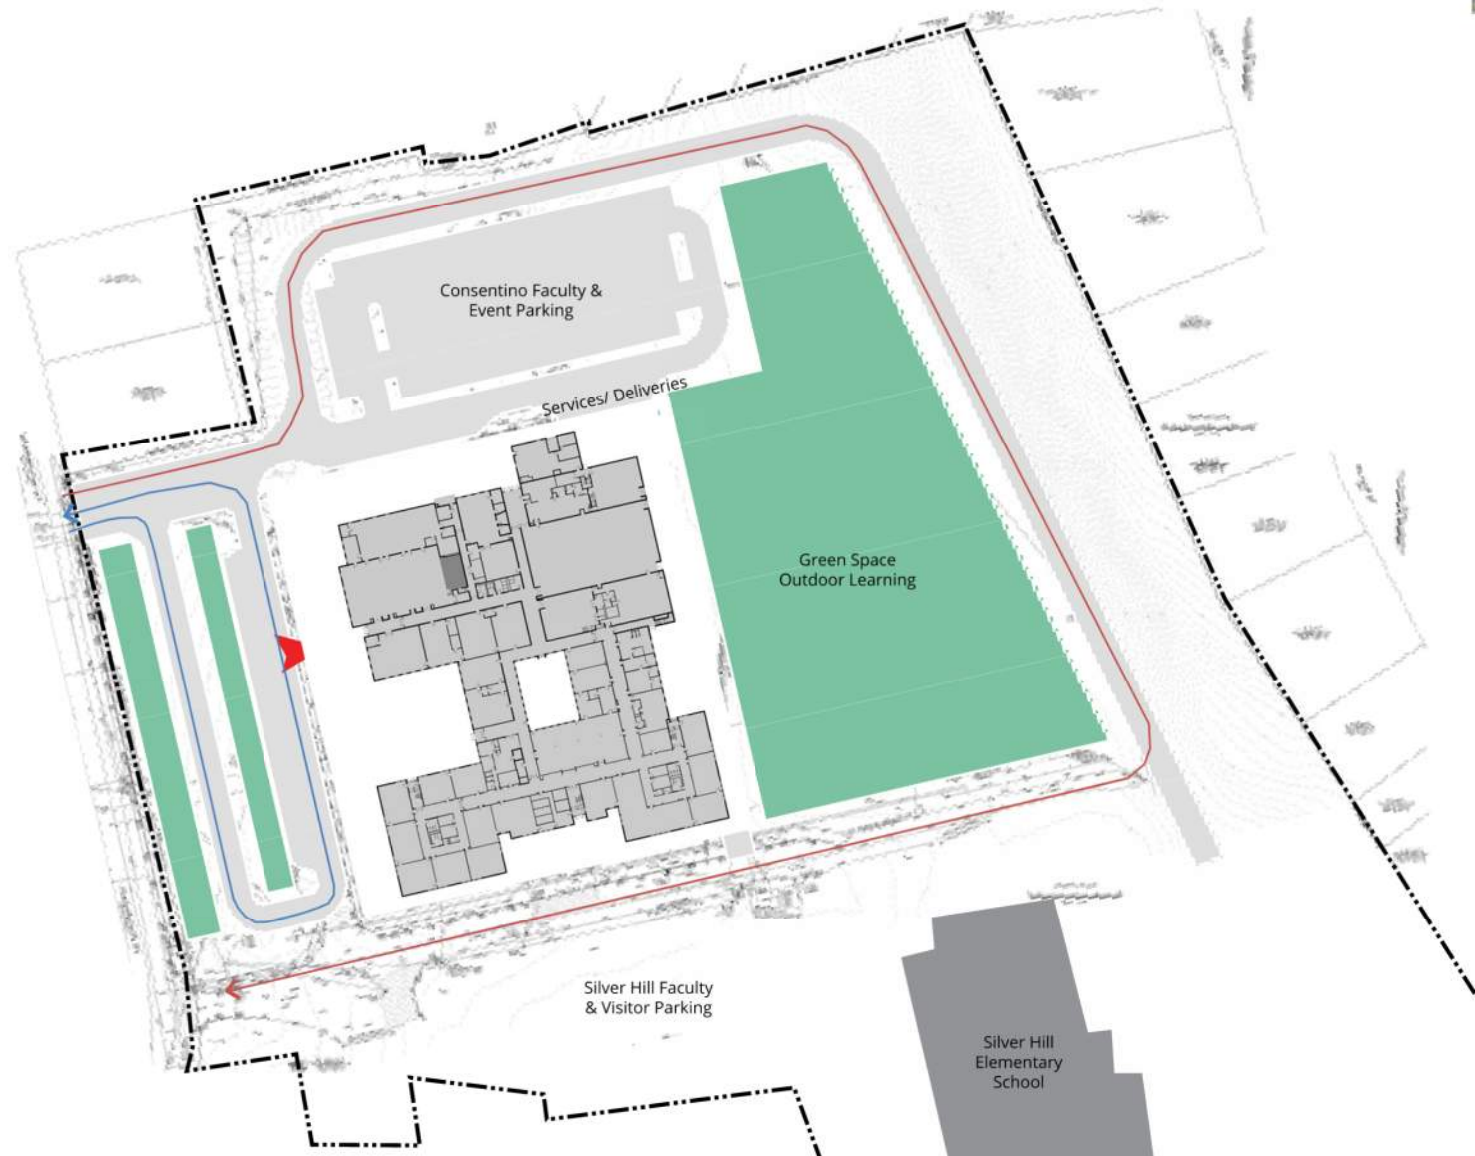 Consentino Faculty &
Event Parking
Services/ Deliveries
Green Space
Outdoor Learning
Silver Hill Faculty
& Visitor Parking
Silver Hill
Elementary
School